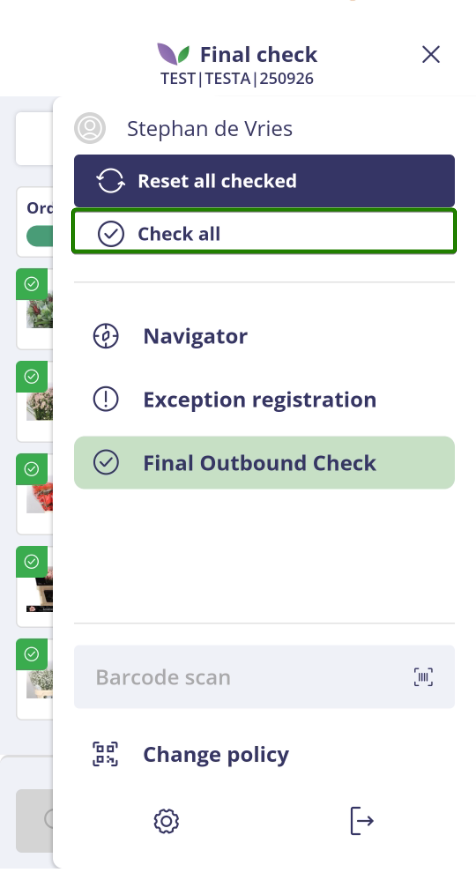 Final check
TEST|TESTA|250926
Stephan de Vries
Reset all checked
Check all
Ord
Navigator
Exception registration
Final Outbound Check
Barcode scan
Change policy